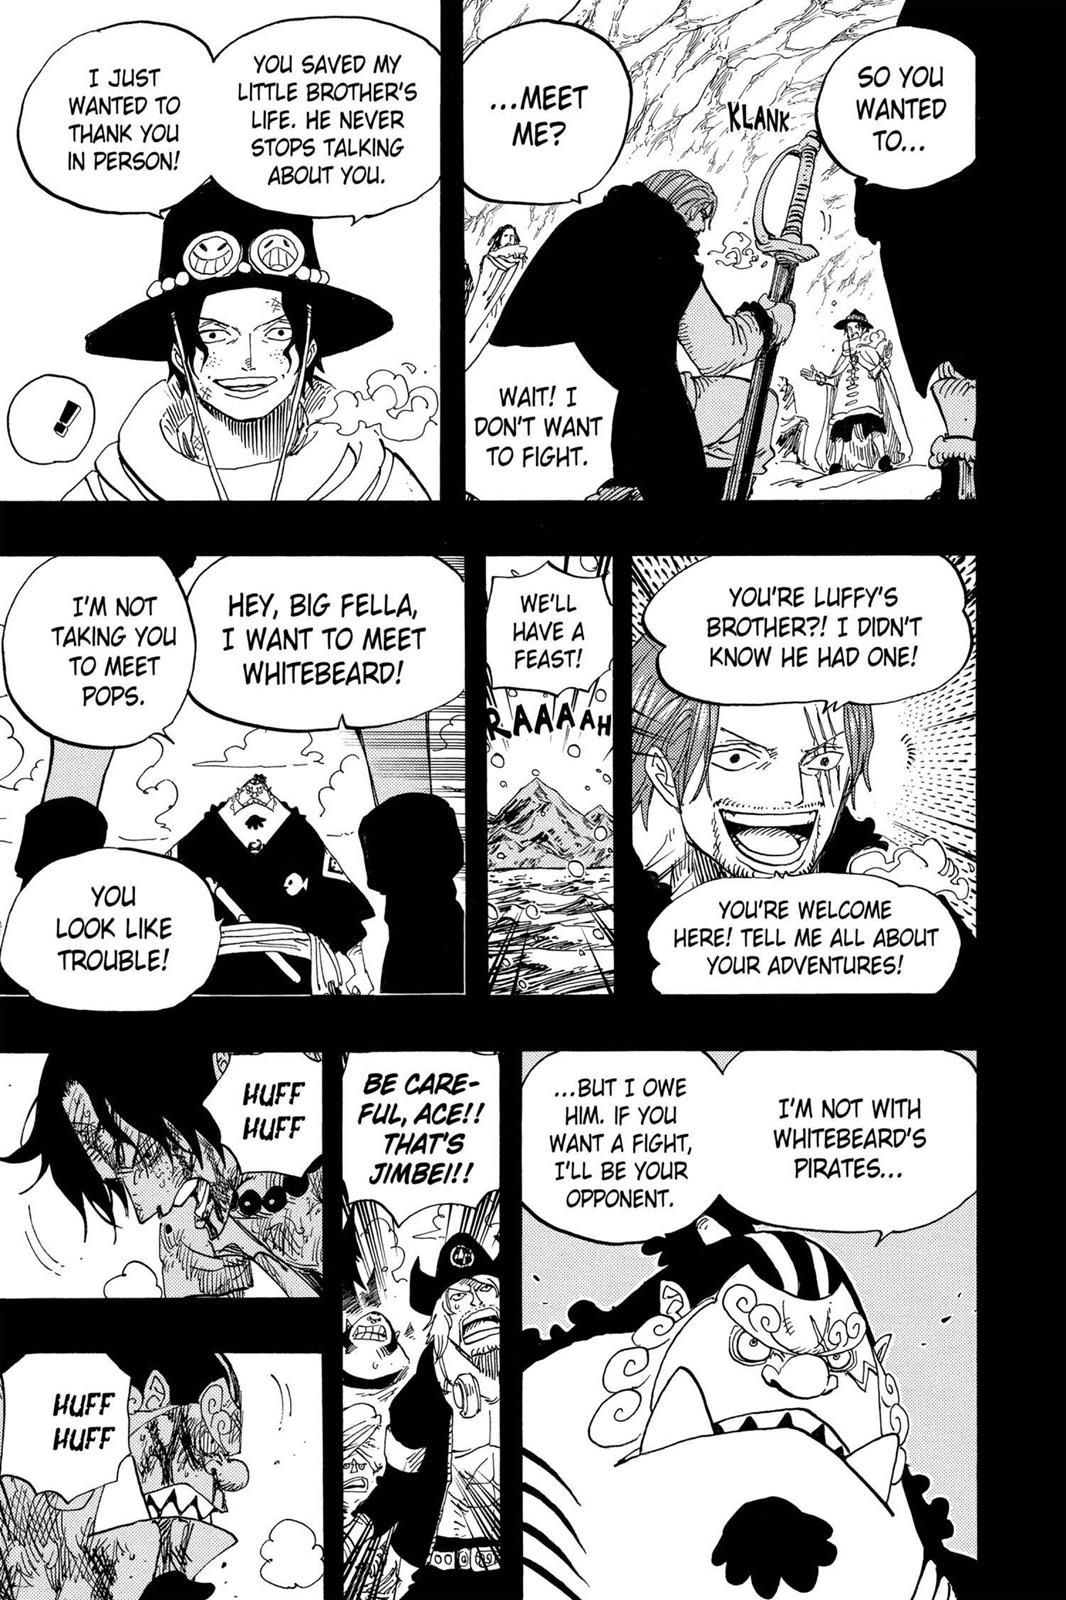 SO YOU
WANTED
TO...
...MEET
ME?
KLANK
WAIT! I
DON'T WANT
TO FIGHT.
YOU SAVED MY
LITTLE BROTHER'S
LIFE. HE NEVER
STOPS TALKING
ABOUT YOU.
I JUST
WANTED TO
THANK YOU
IN PERSON!
!
YOU'RE LUFFY'S
BROTHER?! I DIDN'T
KNOW HE HAD ONE!
YOU'RE WELCOME
HERE! TELL ME ALL ABOUT
YOUR ADVENTURES!
WE'LL
HAVE A
FEAST!
RAAAAH
HEY, BIG FELLA,
I WANT TO MEET
WHITEBEARD!
I'M NOT
TAKING YOU
TO MEET
POPS.
YOU
LOOK LIKE
TROUBLE!
I'M NOT WITH
WHITEBEARD'S
PIRATES...
...BUT I OWE
HIM. IF YOU
WANT A FIGHT,
I'LL BE YOUR
OPPONENT.
BE CARE-
FUL, ACE!!
THAT'S
JIMBEI!!
HUFF
HUFF
HUFF
HUFF